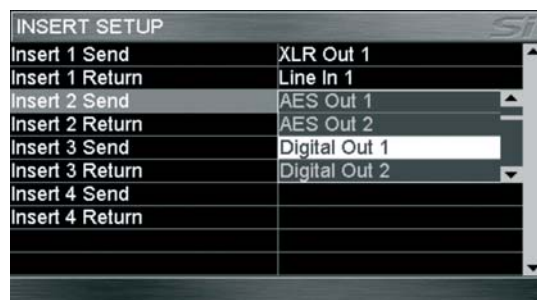 INSERT SETUP Si
Insert 1 Send XLR Out 1
Insert 1 Return Line In 1
Insert 2 Send AES Out 1
Insert 2 Return AES Out 2
Insert 3 Send Digital Out 1
Insert 3 Return Digital Out 2
Insert 4 Send
Insert 4 Return